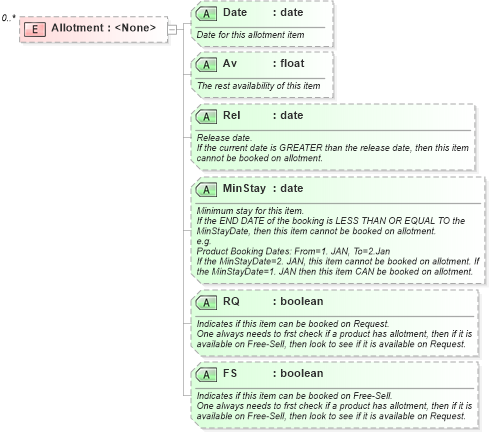 0..*
E Allotment : <None>
A Date : date
Date for this allotment item
A Av : float
The rest availability of this item
A Rel : date
Release date.
If the current date is GREATER than the release date, then this item
cannot be booked on allotment.
A MinStay : date
Minimum stay for this item.
If the END DATE of the booking is LESS THAN OR EQUAL TO the
MinStayDate, then this item cannot be booked on allotment.
e.g.
Product Booking Dates: From=1. JAN, To=2.Jan
If the MinStayDate=2. JAN, this item cannot be booked on allotment. If
the MinStayDate=1. JAN then this item CAN be booked on allotment.
A RQ : boolean
Indicates if this item can be booked on Request.
One always needs to frst check if a product has allotment, then if it is
available on Free-Sell, then look to see if it is available on Request.
A FS : boolean
Indicates if this item can be booked on Free-Sell.
One always needs to frst check if a product has allotment, then if it is
available on Free-Sell, then look to see if it is available on Request.